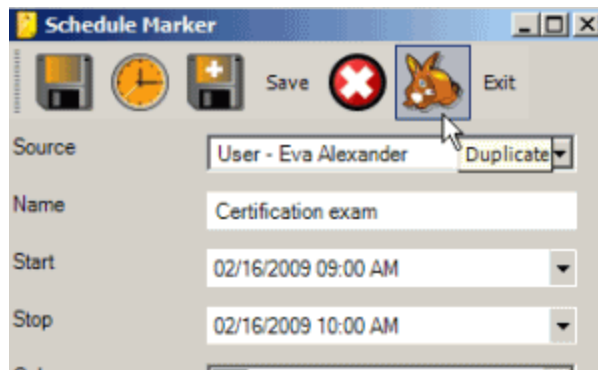 Schedule Marker
Save Exit
Source User - Eva Alexander Duplicate
Name Certification exam
Start 02/16/2009 09:00 AM
Stop 02/16/2009 10:00 AM